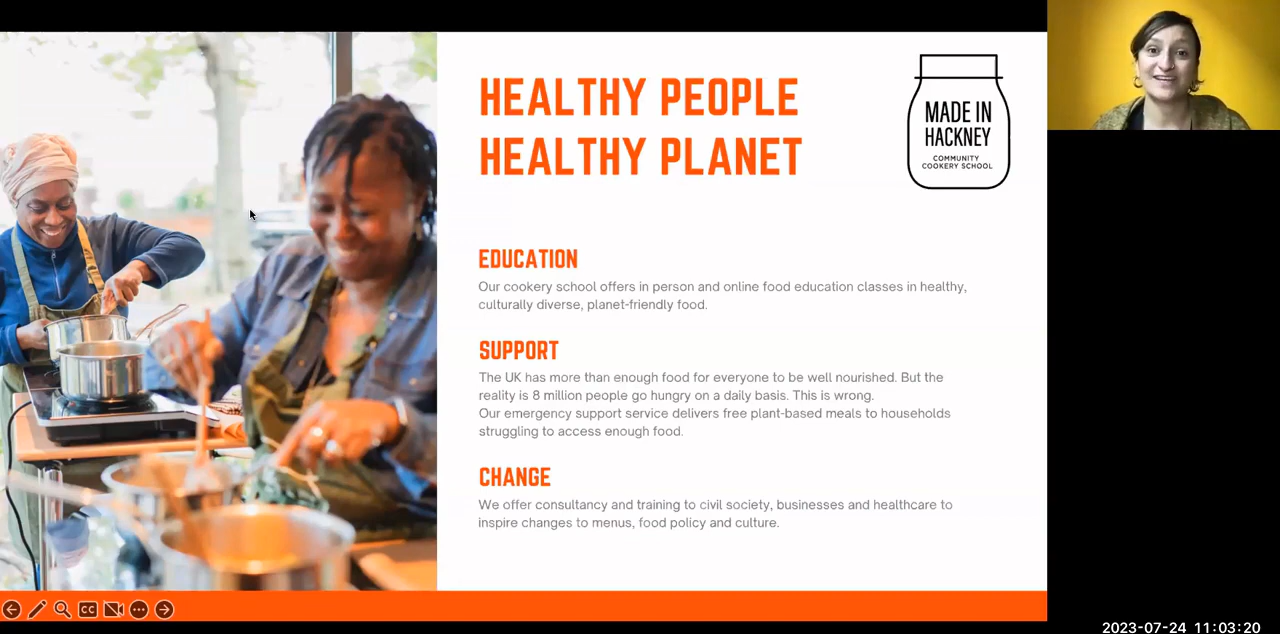 HEALTHY PEOPLE
HEALTHY PLANET
MADE IN
HACKNEY
COMMUNITY
COOKERY SCHOOL
EDUCATION
Our cookery school offers in person and online food education classes in healthy,
culturally diverse, planet-friendly food.
SUPPORT
The UK has more than enough food for everyone to be well nourished. But the
reality is 8 million people go hungry on a daily basis. This is wrong.
Our emergency support service delivers free plant-based meals to households
struggling to access enough food.
CHANGE
We offer consultancy and training to civil society, businesses and healthcare to
inspire changes to menus, food policy and culture.
CC
2023-07-24 11:03:20